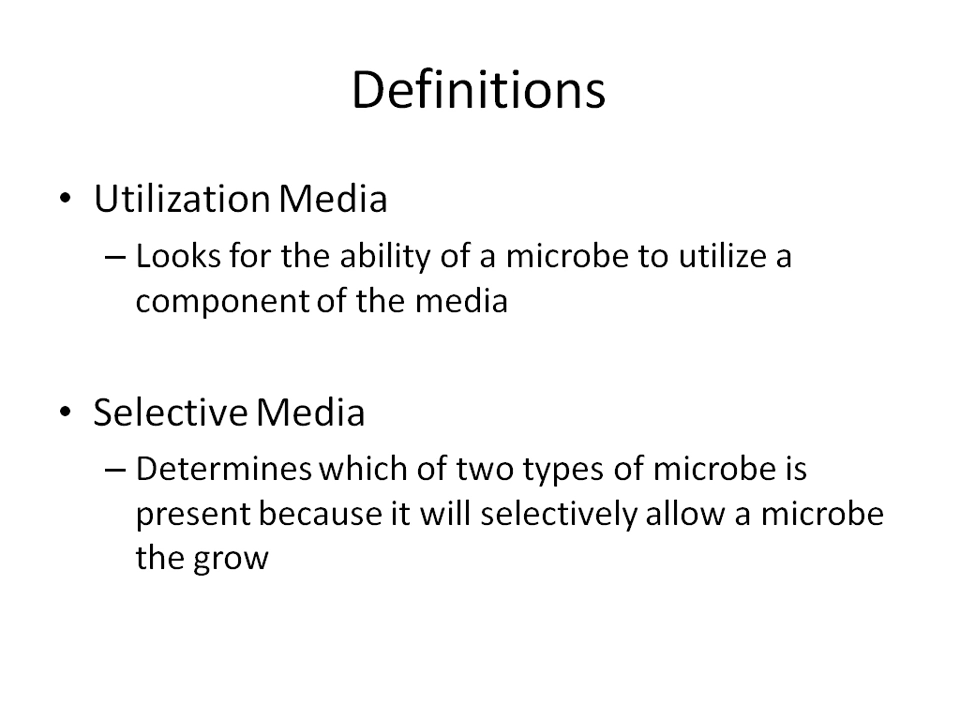 Definitions
• Utilization Media
– Looks for the ability of a microbe to utilize a
component of the media
• Selective Media
– Determines which of two types of microbe is
present because it will selectively allow a microbe
the grow